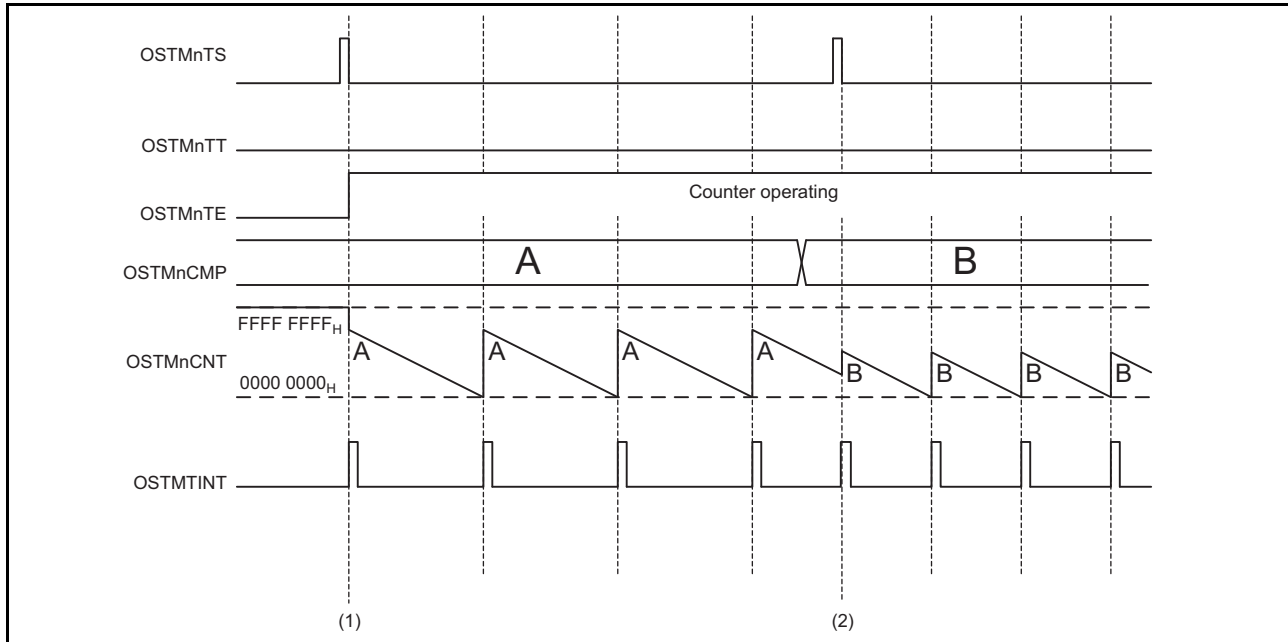 OSTMnTS
OSTMnTT
OSTMnTE
Counter operating
OSTMnCMP
A
B
FFFF FFFFH
OSTMnCNT
A
A
A
A
B
B
B
B
0000 0000H
OSTMTINT
(1)
(2)